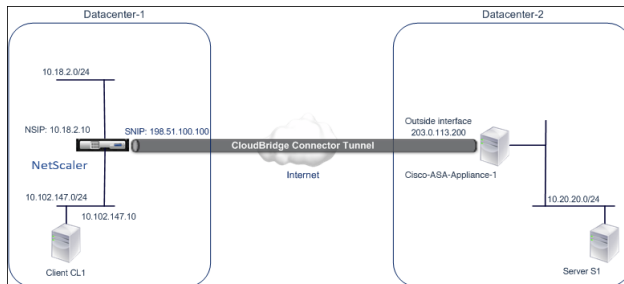 Datacenter-1
Datacenter-2
10.18.2.0/24
NSIP: 10.18.2.10
SNIP: 198.51.100.100
NetScaler
CloudBridge Connector Tunnel
Internet
Outside interface
203.0.113.200
Cisco-ASA-Appliance-1
10.102.147.0/24
10.102.147.10
Client CL1
10.20.20.0/24
Server S1